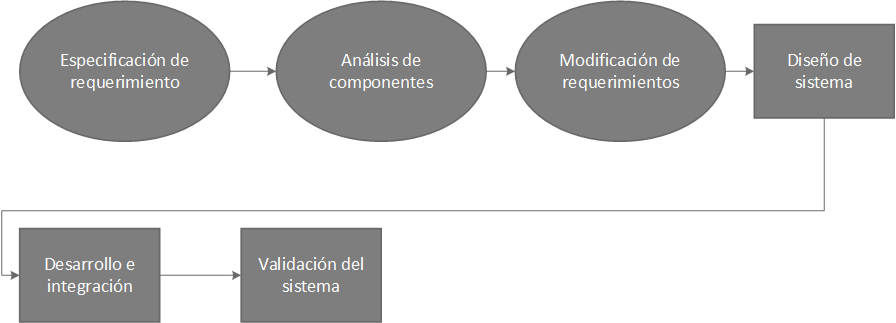 Especificación de
requerimiento
Análisis de
componentes
Modificación de
requerimientos
Diseño de
sistema
Desarrollo e
integración
Validación del
sistema